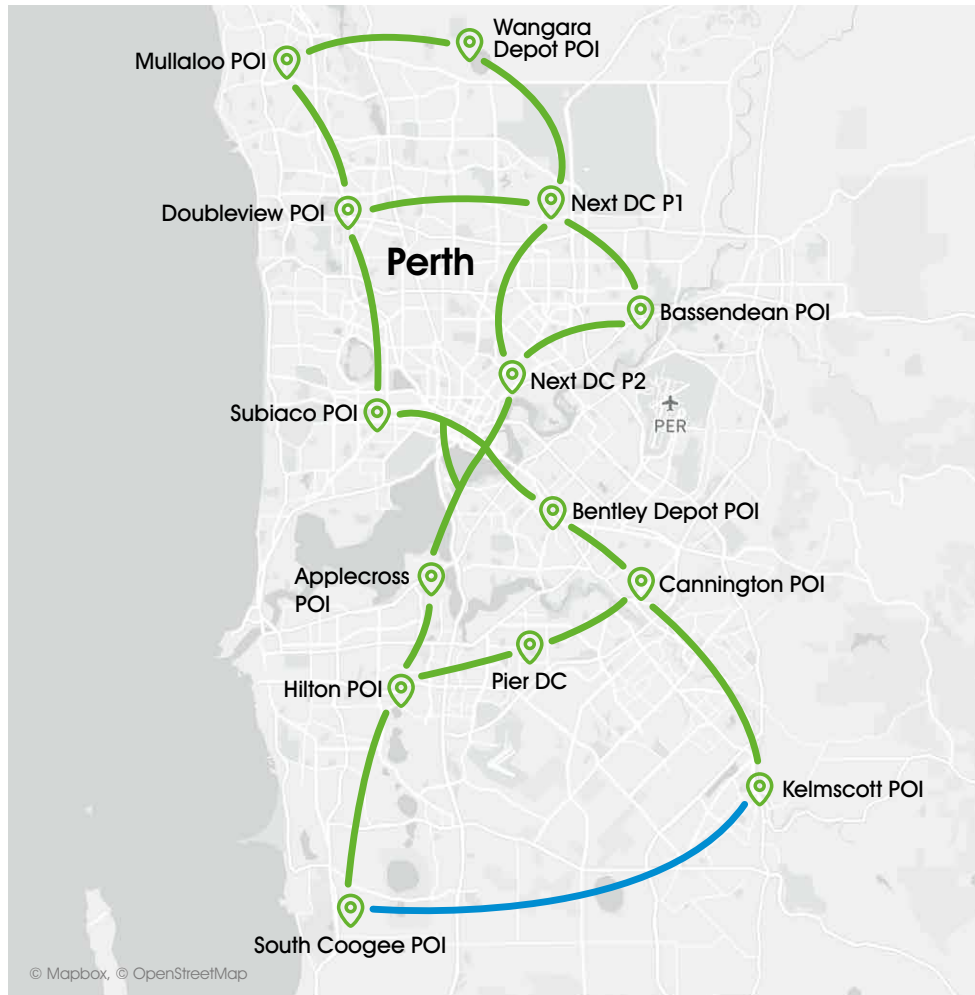 Wangara
Depot POI
Mullaloo POI
Next DC P1
Doubleview POI
Perth
Bassendean POI
Next DC P2
Subiaco POI
PER
Bentley Depot POI
Applecross
POI
Cannington POI
Pier DC
Hilton POI
Kelmscott POI
South Coogee POI
© Mapbox, © OpenStreetMap